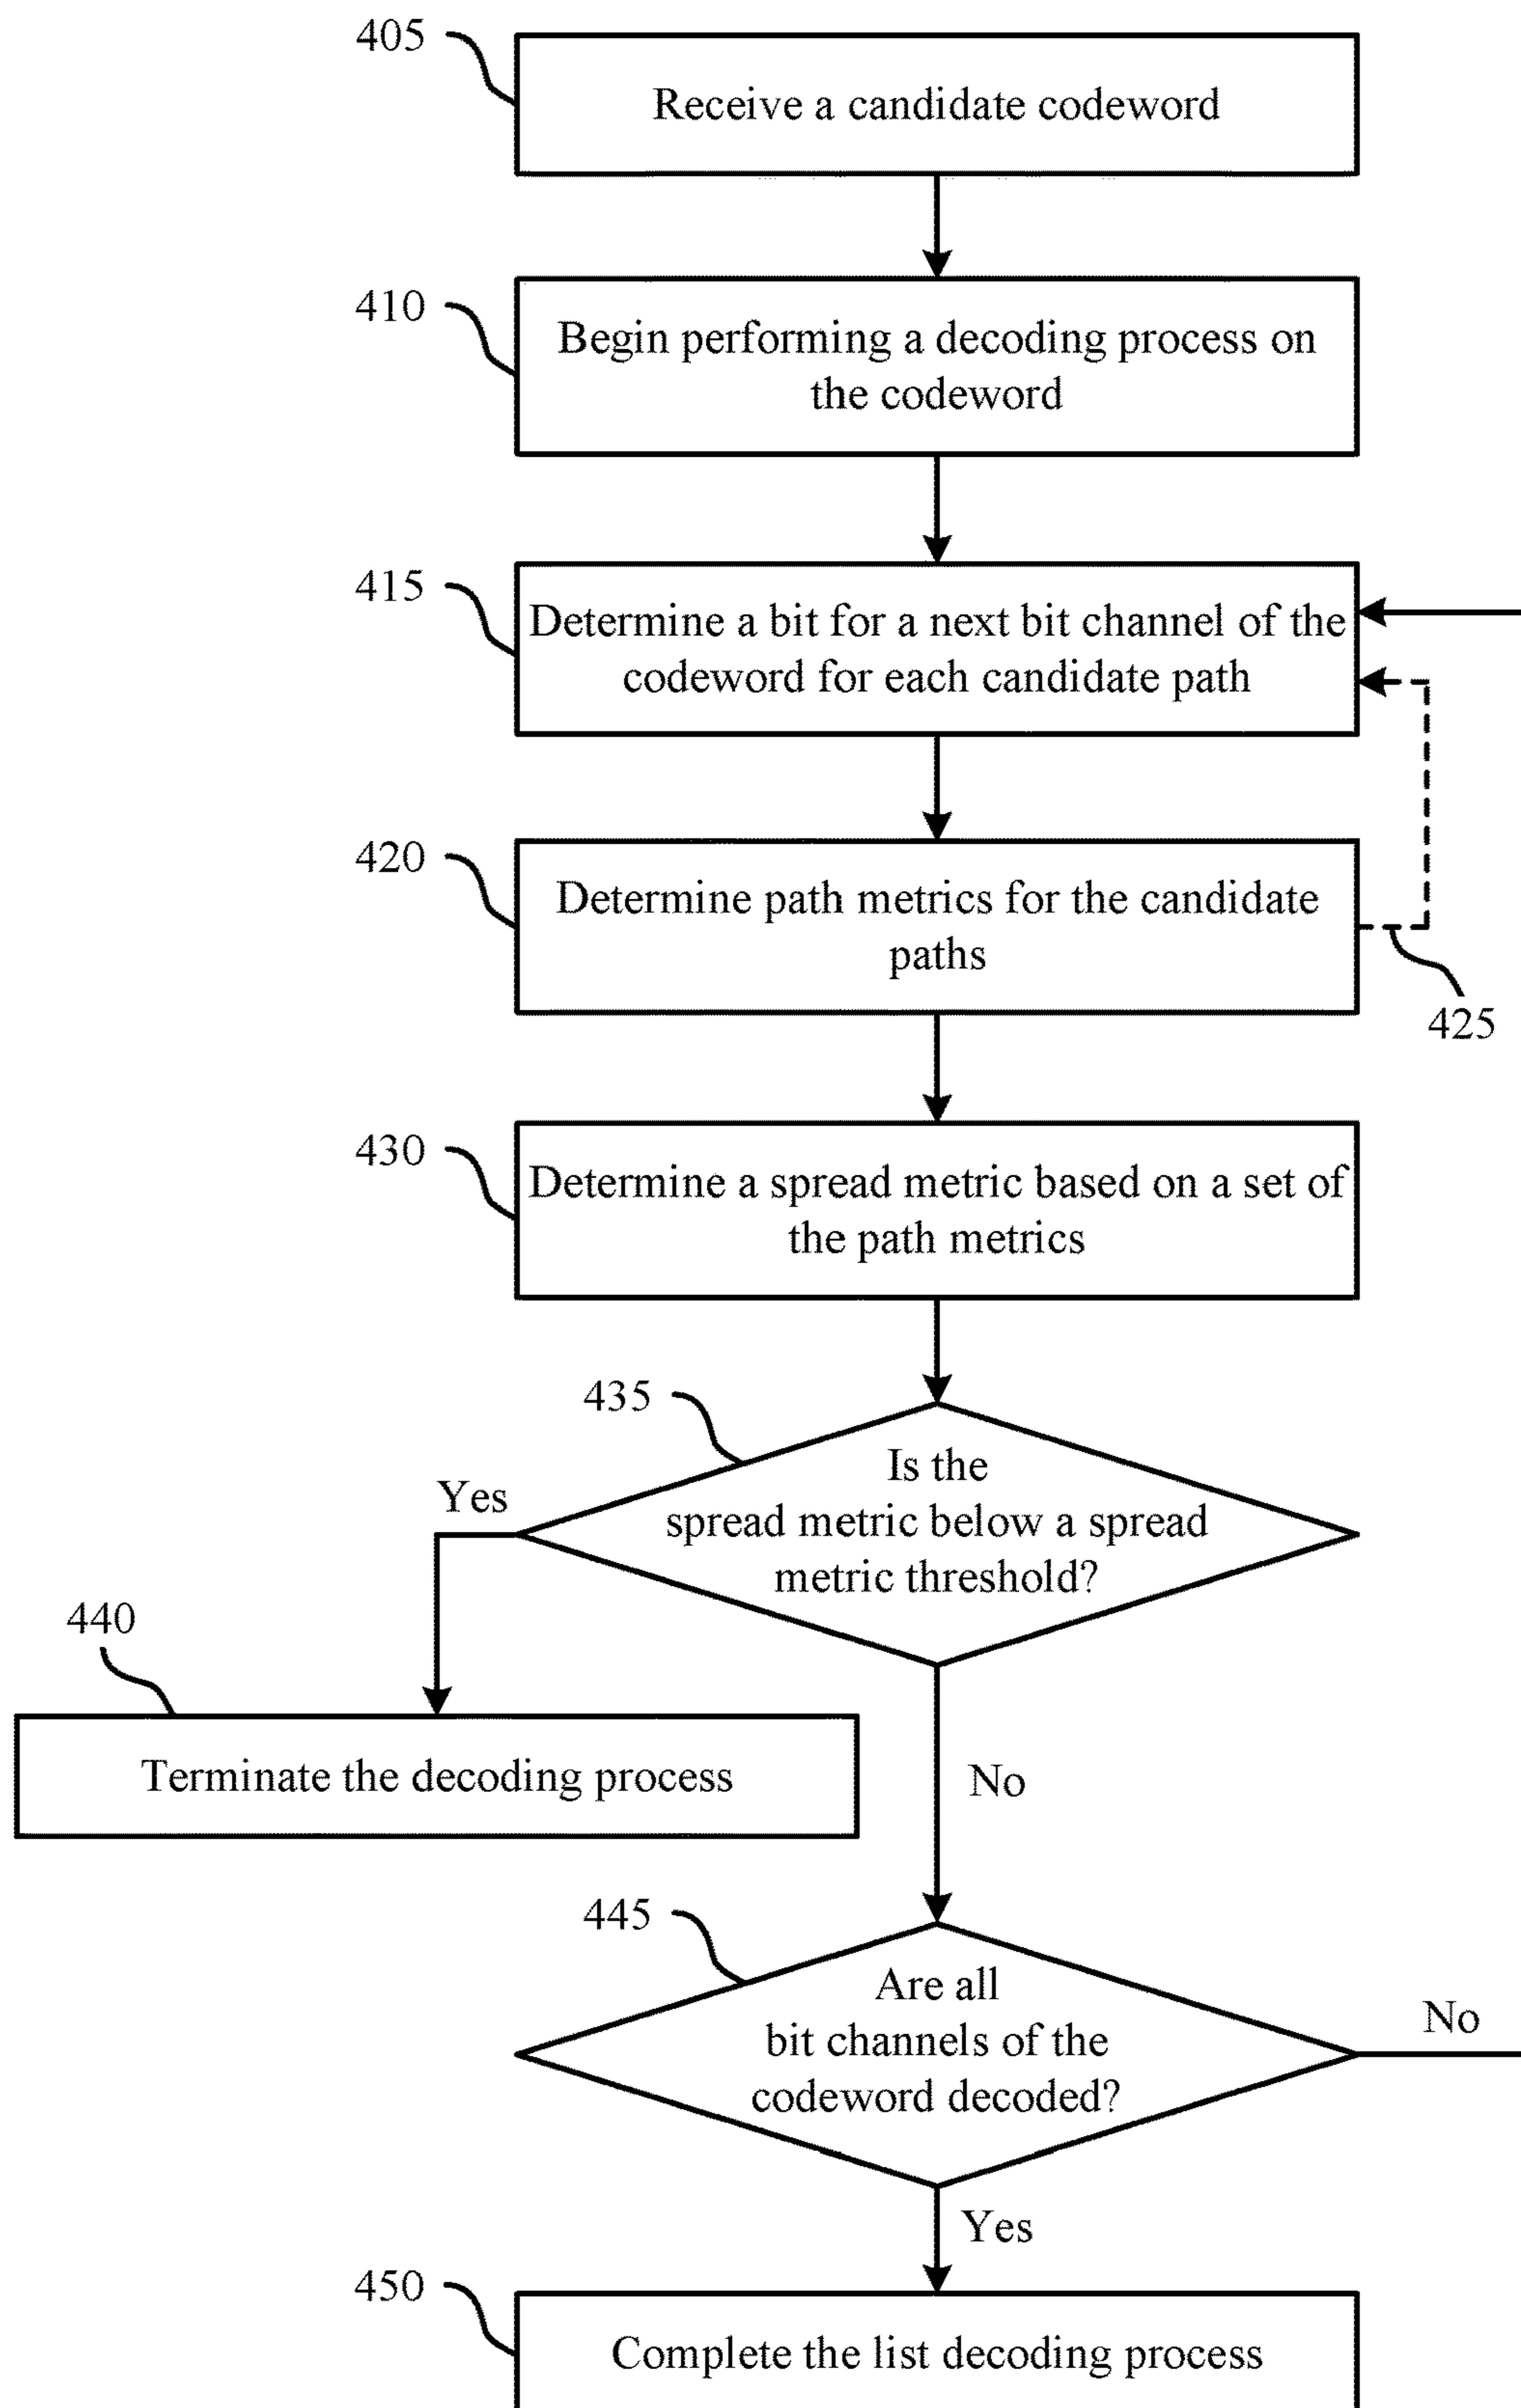 405
Receive a candidate codeword
410
Begin performing a decoding process on
the codeword
415
Determine a bit for a next bit channel of the
codeword for each candidate path
420
Determine path metrics for the candidate
paths
425
430
Determine a spread metric based on a set of
the path metrics
435
Is the
spread metric below a spread
metric threshold?
Yes
440
Terminate the decoding process
No
445
Are all
bit channels of the
codeword decoded?
No
Yes
450
Complete the list decoding process